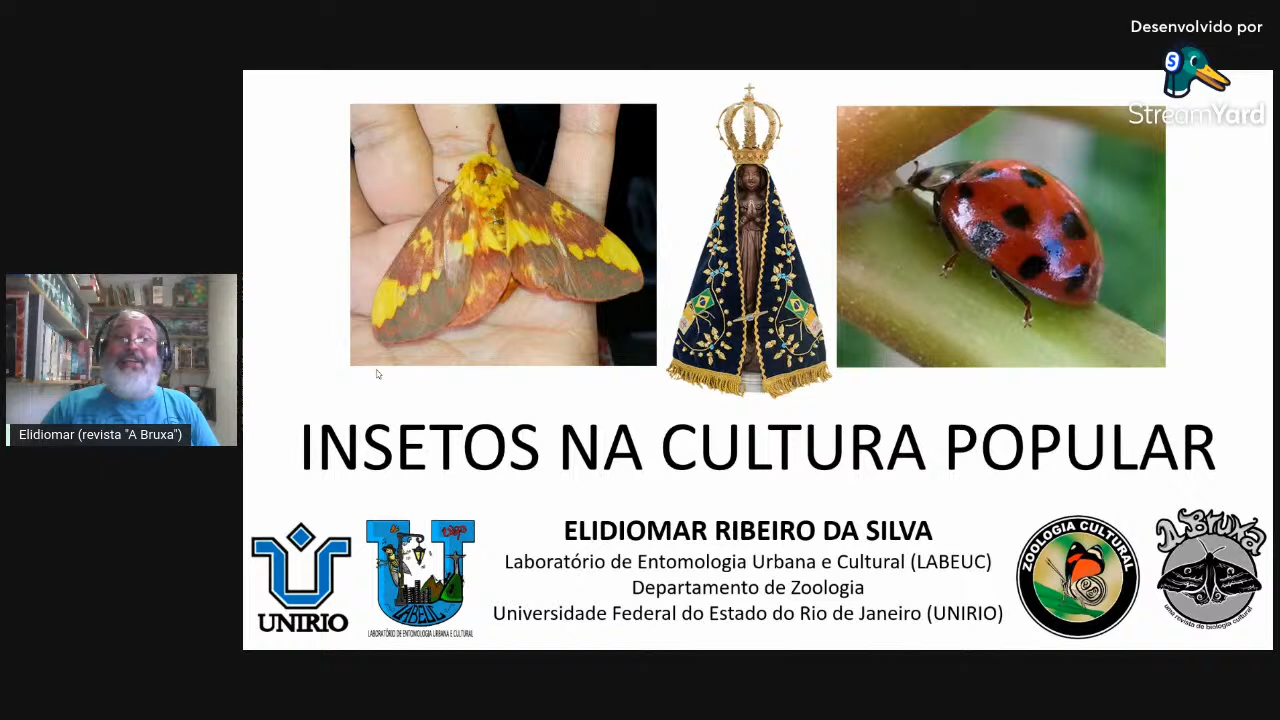 Desenvolvido por
S
StreamYard
INSETOS NA CULTURA POPULAR
ELIDIOMAR RIBEIRO DA SILVA
Laboratório de Entomologia Urbana e Cultural (LABEUC)
Departamento de Zoologia
Universidade Federal do Estado do Rio de Janeiro (UNIRIO)
Elidiomar (revista "A Bruxa")
UNIRIO
LABEUC
LABORATÓRIO DE ENTOMOLOGIA URBANA E CULTURAL
ZOOLOGIA CULTURAL
A BRUXA
uma revista de biologia cultural